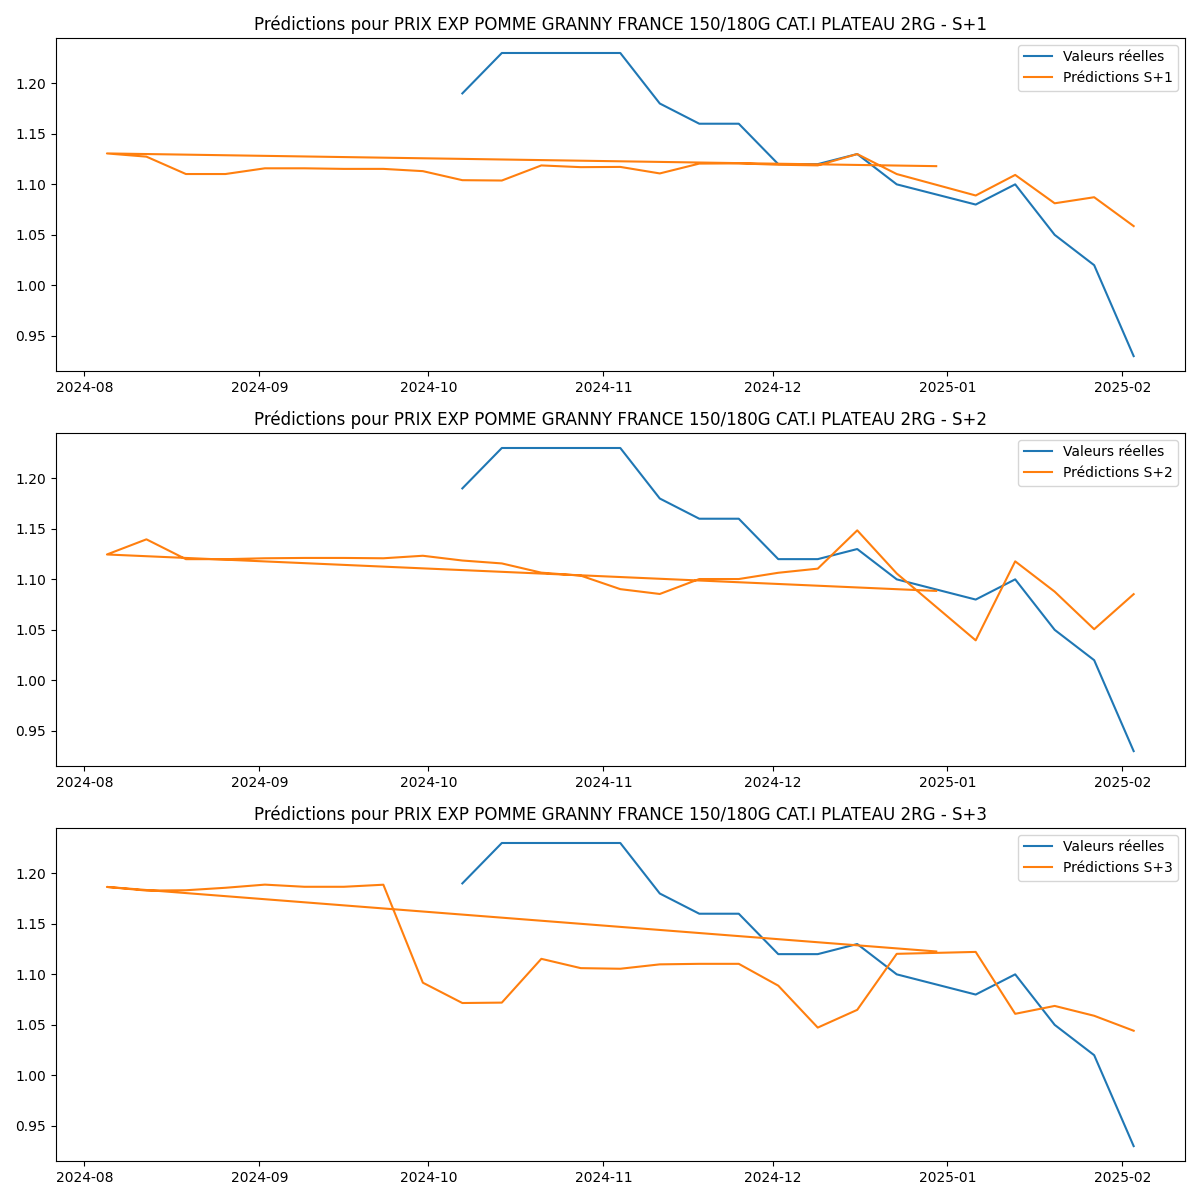 Prédictions pour PRIX EXP POMME GRANNY FRANCE 150/180G CAT.I PLATEAU 2RG - S+1
Valeurs réelles
Prédictions S+1
1.20
1.15
1.10
1.05
1.00
0.95
2024-08 2024-09 2024-10 2024-11 2024-12 2025-01 2025-02
Prédictions pour PRIX EXP POMME GRANNY FRANCE 150/180G CAT.I PLATEAU 2RG - S+2
Valeurs réelles
Prédictions S+2
1.20
1.15
1.10
1.05
1.00
0.95
2024-08 2024-09 2024-10 2024-11 2024-12 2025-01 2025-02
Prédictions pour PRIX EXP POMME GRANNY FRANCE 150/180G CAT.I PLATEAU 2RG - S+3
Valeurs réelles
Prédictions S+3
1.20
1.15
1.10
1.05
1.00
0.95
2024-08 2024-09 2024-10 2024-11 2024-12 2025-01 2025-02